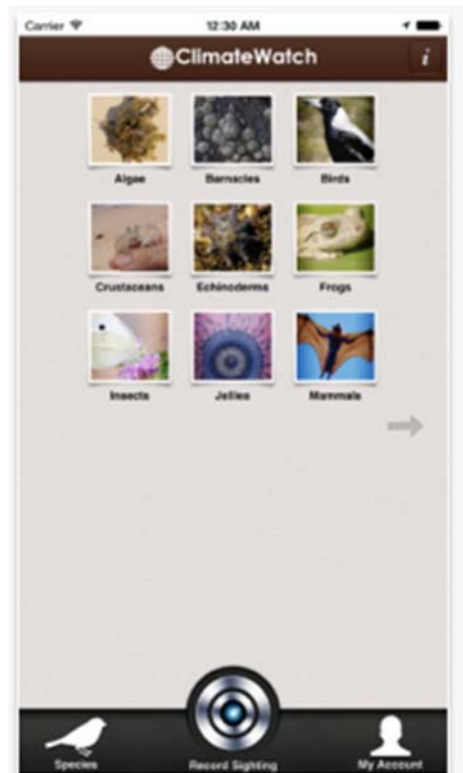 Carrier 12:30 AM
ClimateWatch i
Algae Barnacles Birds
Crustaceans Echinoderms Frogs
Insects Jellies Mammals
Species Record Sighting My Account